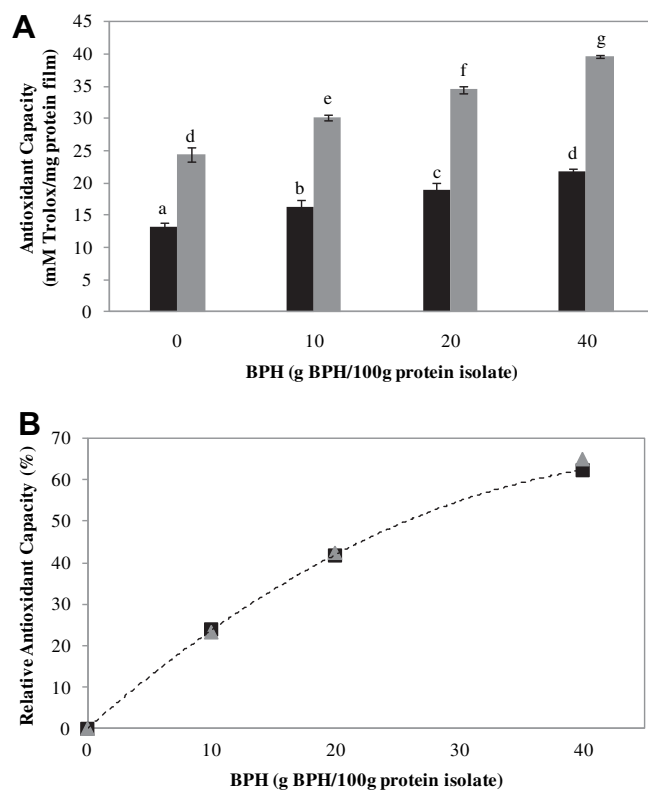 A
Antioxidant Capacity
(mM Trolox/mg protein film)
45
40
35
30
25
20
15
10
5
0
a
d
b
e
c
f
d
g
0 10 20 40
BPH (g BPH/100g protein isolate)
B
Relative Antioxidant Capacity (%)
70
60
50
40
30
20
10
0
0 10 20 30 40
BPH (g BPH/100g protein isolate)